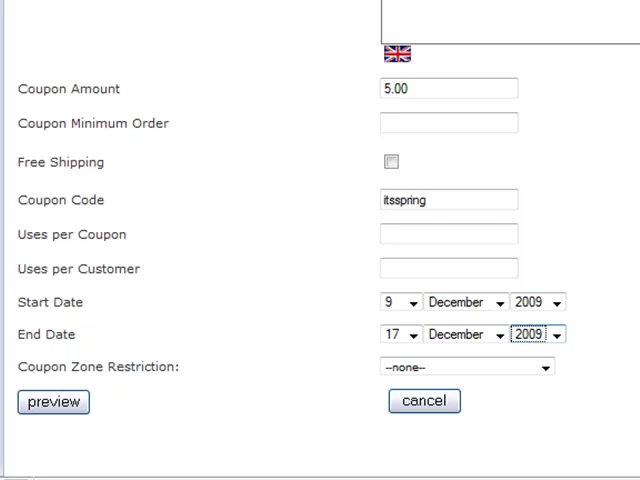 Coupon Amount 5.00
Coupon Minimum Order
Free Shipping
Coupon Code itsspring
Uses per Coupon
Uses per Customer
Start Date 9 December 2009
End Date 17 December 2009
Coupon Zone Restriction: --none--
preview cancel